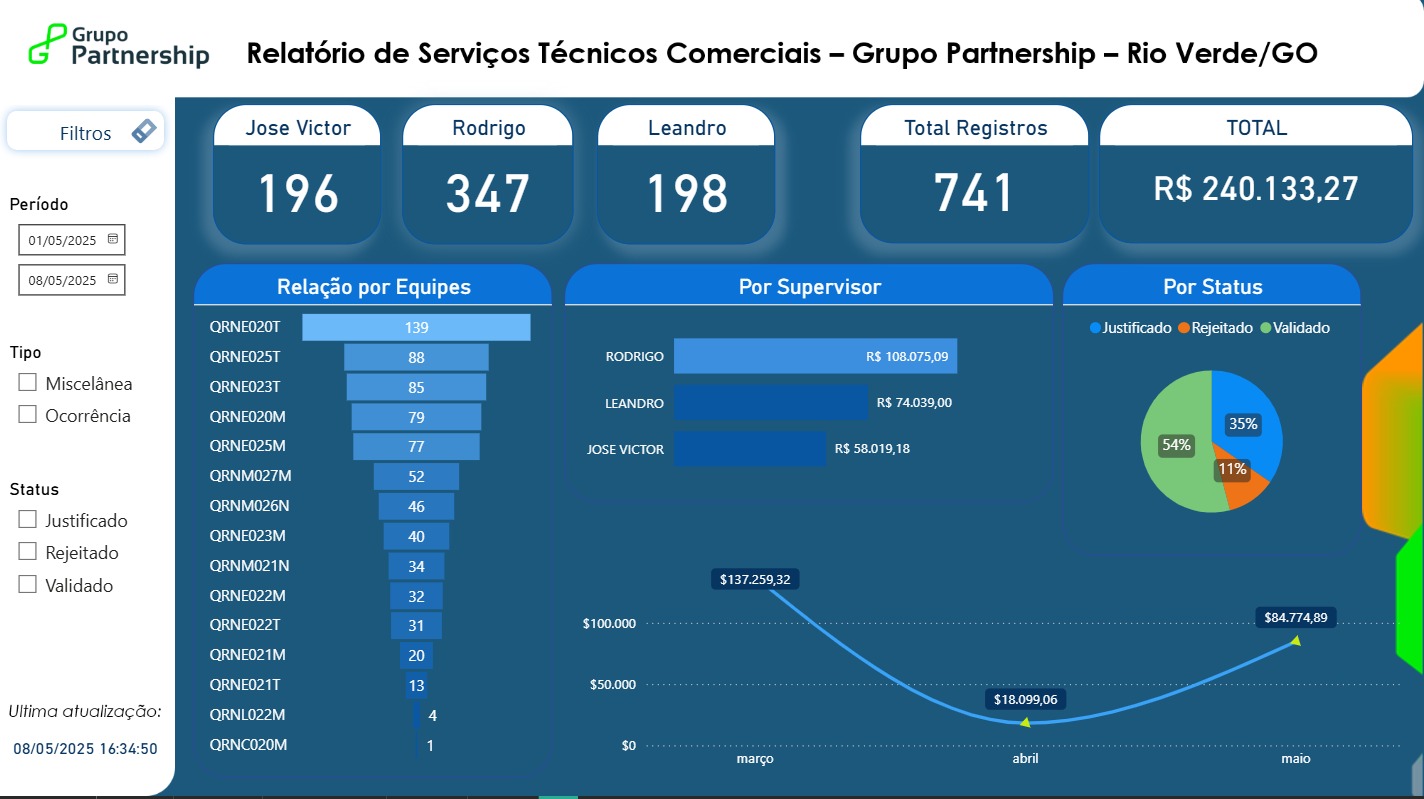 Grupo
Partnership
Relatório de Serviços Técnicos Comerciais – Grupo Partnership – Rio Verde/GO
Filtros
Período
01/05/2025
08/05/2025
Tipo
Miscelânea
Ocorrência
Status
Justificado
Rejeitado
Validado
Ultima atualização:
08/05/2025 16:34:50
Jose Victor
196
Rodrigo
347
Leandro
198
Total Registros
741
TOTAL
R$ 240.133,27
Relação por Equipes
QRNE020T 139
QRNE025T 88
QRNE023T 85
QRNE020M 79
QRNE025M 77
QRNM027M 52
QRNM026N 46
QRNE023M 40
QRNM021N 34
QRNE022M 32
QRNE022T 31
QRNE021M 20
QRNE021T 13
QRNL022M 4
QRNC020M 1
Por Supervisor
RODRIGO R$ 108.075,09
LEANDRO R$ 74.039,00
JOSE VICTOR R$ 58.019,18
Por Status
Justificado Rejeitado Validado
35%
54%
11%
$137.259,32
$84.774,89
$100.000
$50.000
$18.099,06
$0
março abril maio